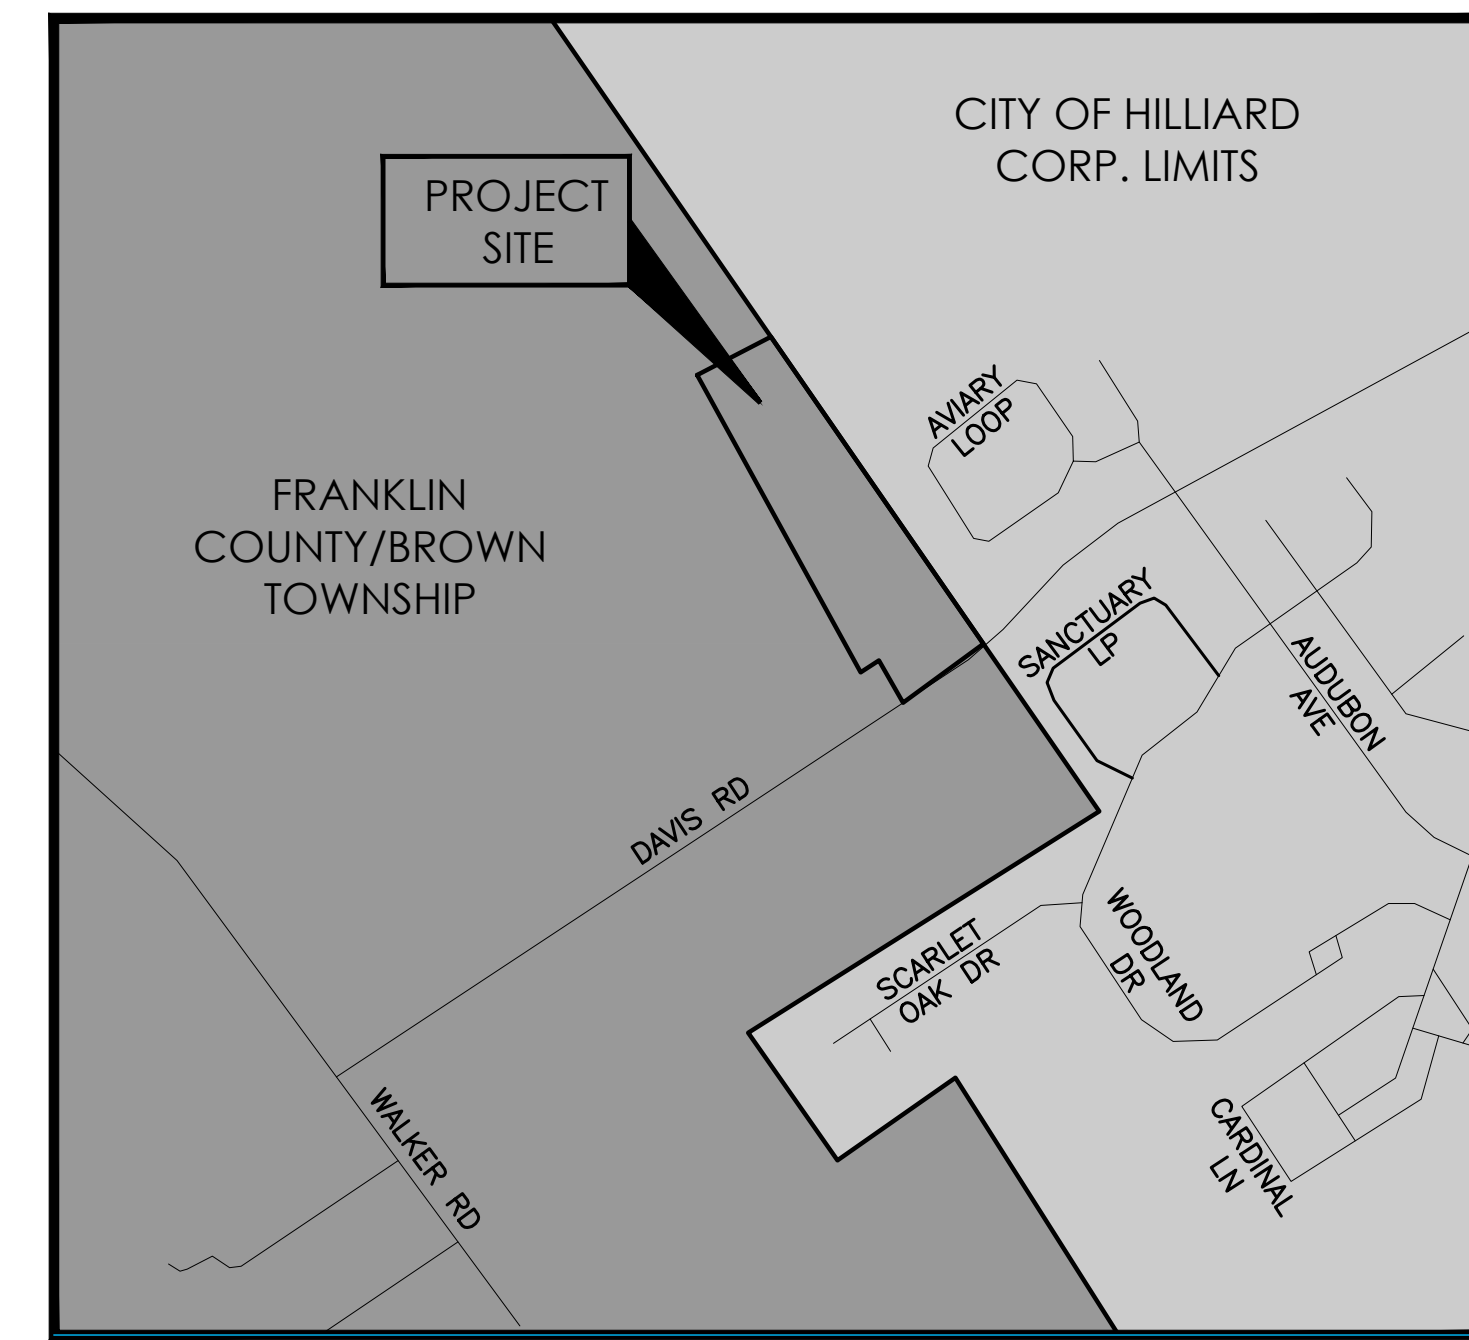 CITY OF HILLIARD
CORP. LIMITS
PROJECT
SITE
AVIARY
LOOP
FRANKLIN
COUNTY/BROWN
TOWNSHIP
SANCTUARY
LP
AUDUBON
AVE
DAVIS RD
WOODLAND
DR
SCARLET
OAK DR
WALKER RD
CARDINAL
LN